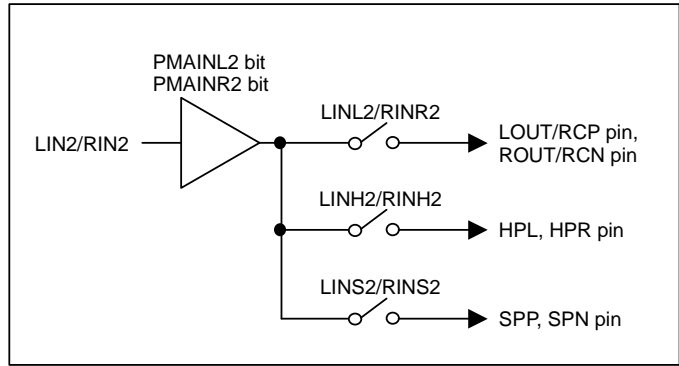 PMAINL2 bit
PMAINR2 bit
LIN2/RIN2
LINL2/RINR2
LOUT/RCP pin,
ROUT/RCN pin
LINH2/RINH2
HPL, HPR pin
LINS2/RINS2
SPP, SPN pin